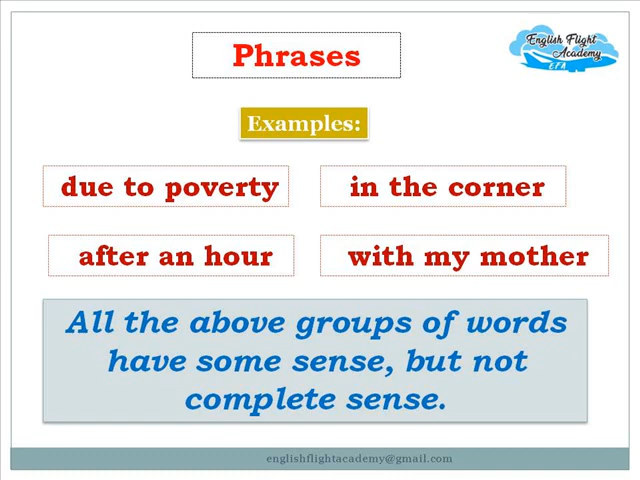 English Flight
Academy
EFA
Phrases
Examples:
due to poverty
in the corner
after an hour
with my mother
All the above groups of words
have some sense, but not
complete sense.
englishflightacademy@gmail.com